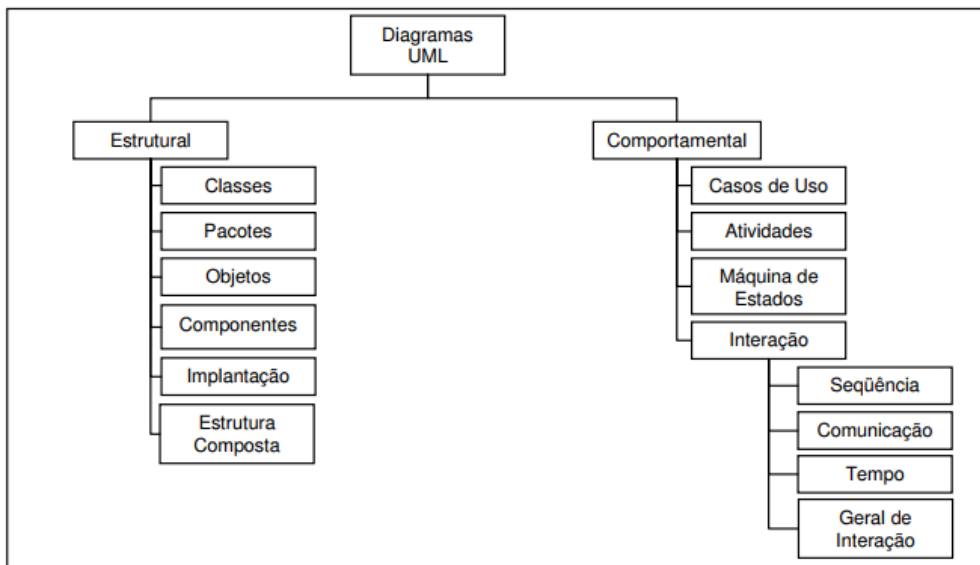 Diagramas
UML
Estrutural
Classes
Pacotes
Objetos
Componentes
Implantação
Estrutura
Composta
Comportamental
Casos de Uso
Atividades
Máquina de
Estados
Interação
Seqüência
Comunicação
Tempo
Geral de
Interação